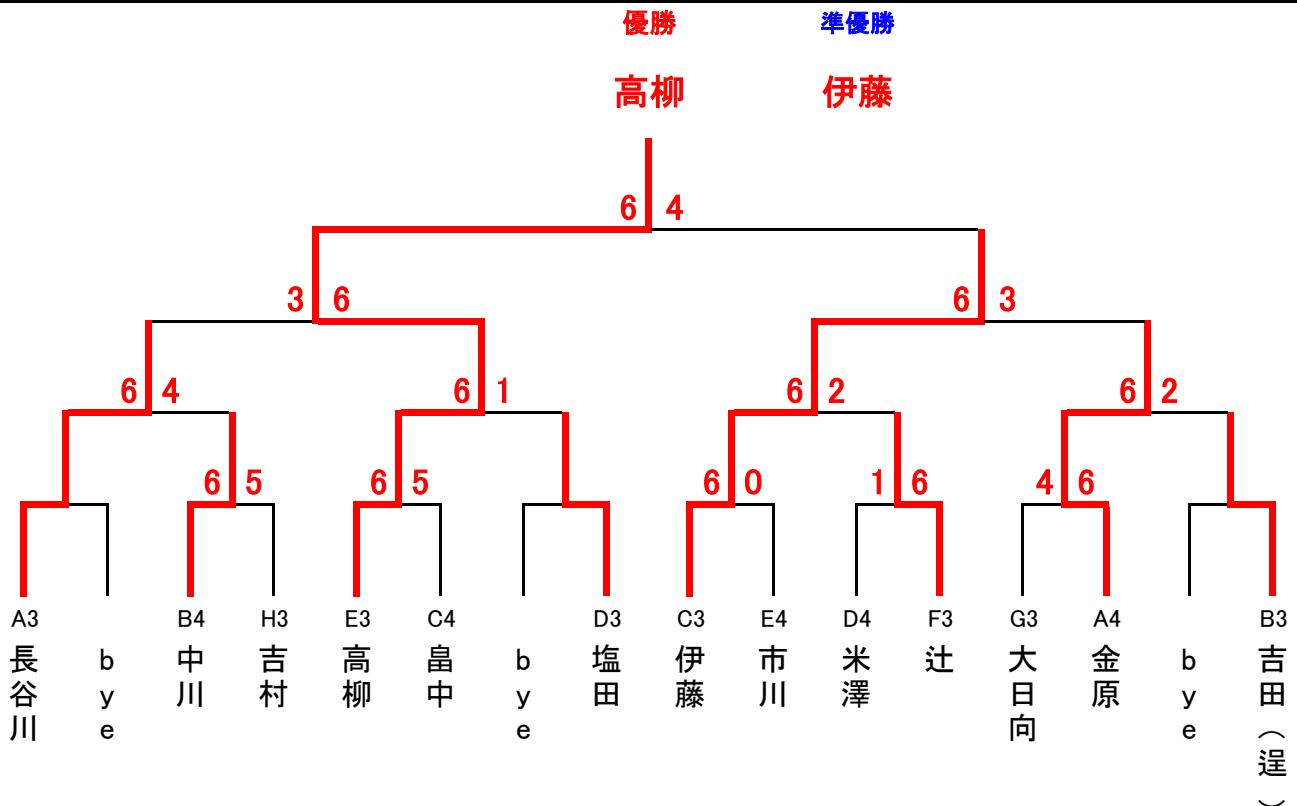 優勝 準優勝
高柳 伊藤
6 4
3 6 6 3
6 4 6 1 6 2 6 2
6 5 6 5 6 0 1 6 4 6
A3 B4 H3 E3 C4 D3 C3 E4 D4 F3 G3 A4 B3
長谷川
bye
中川
吉村
高柳
畠中
bye
塩田
伊藤
市川
米澤
辻
大日向
金原
bye
吉田（逞）